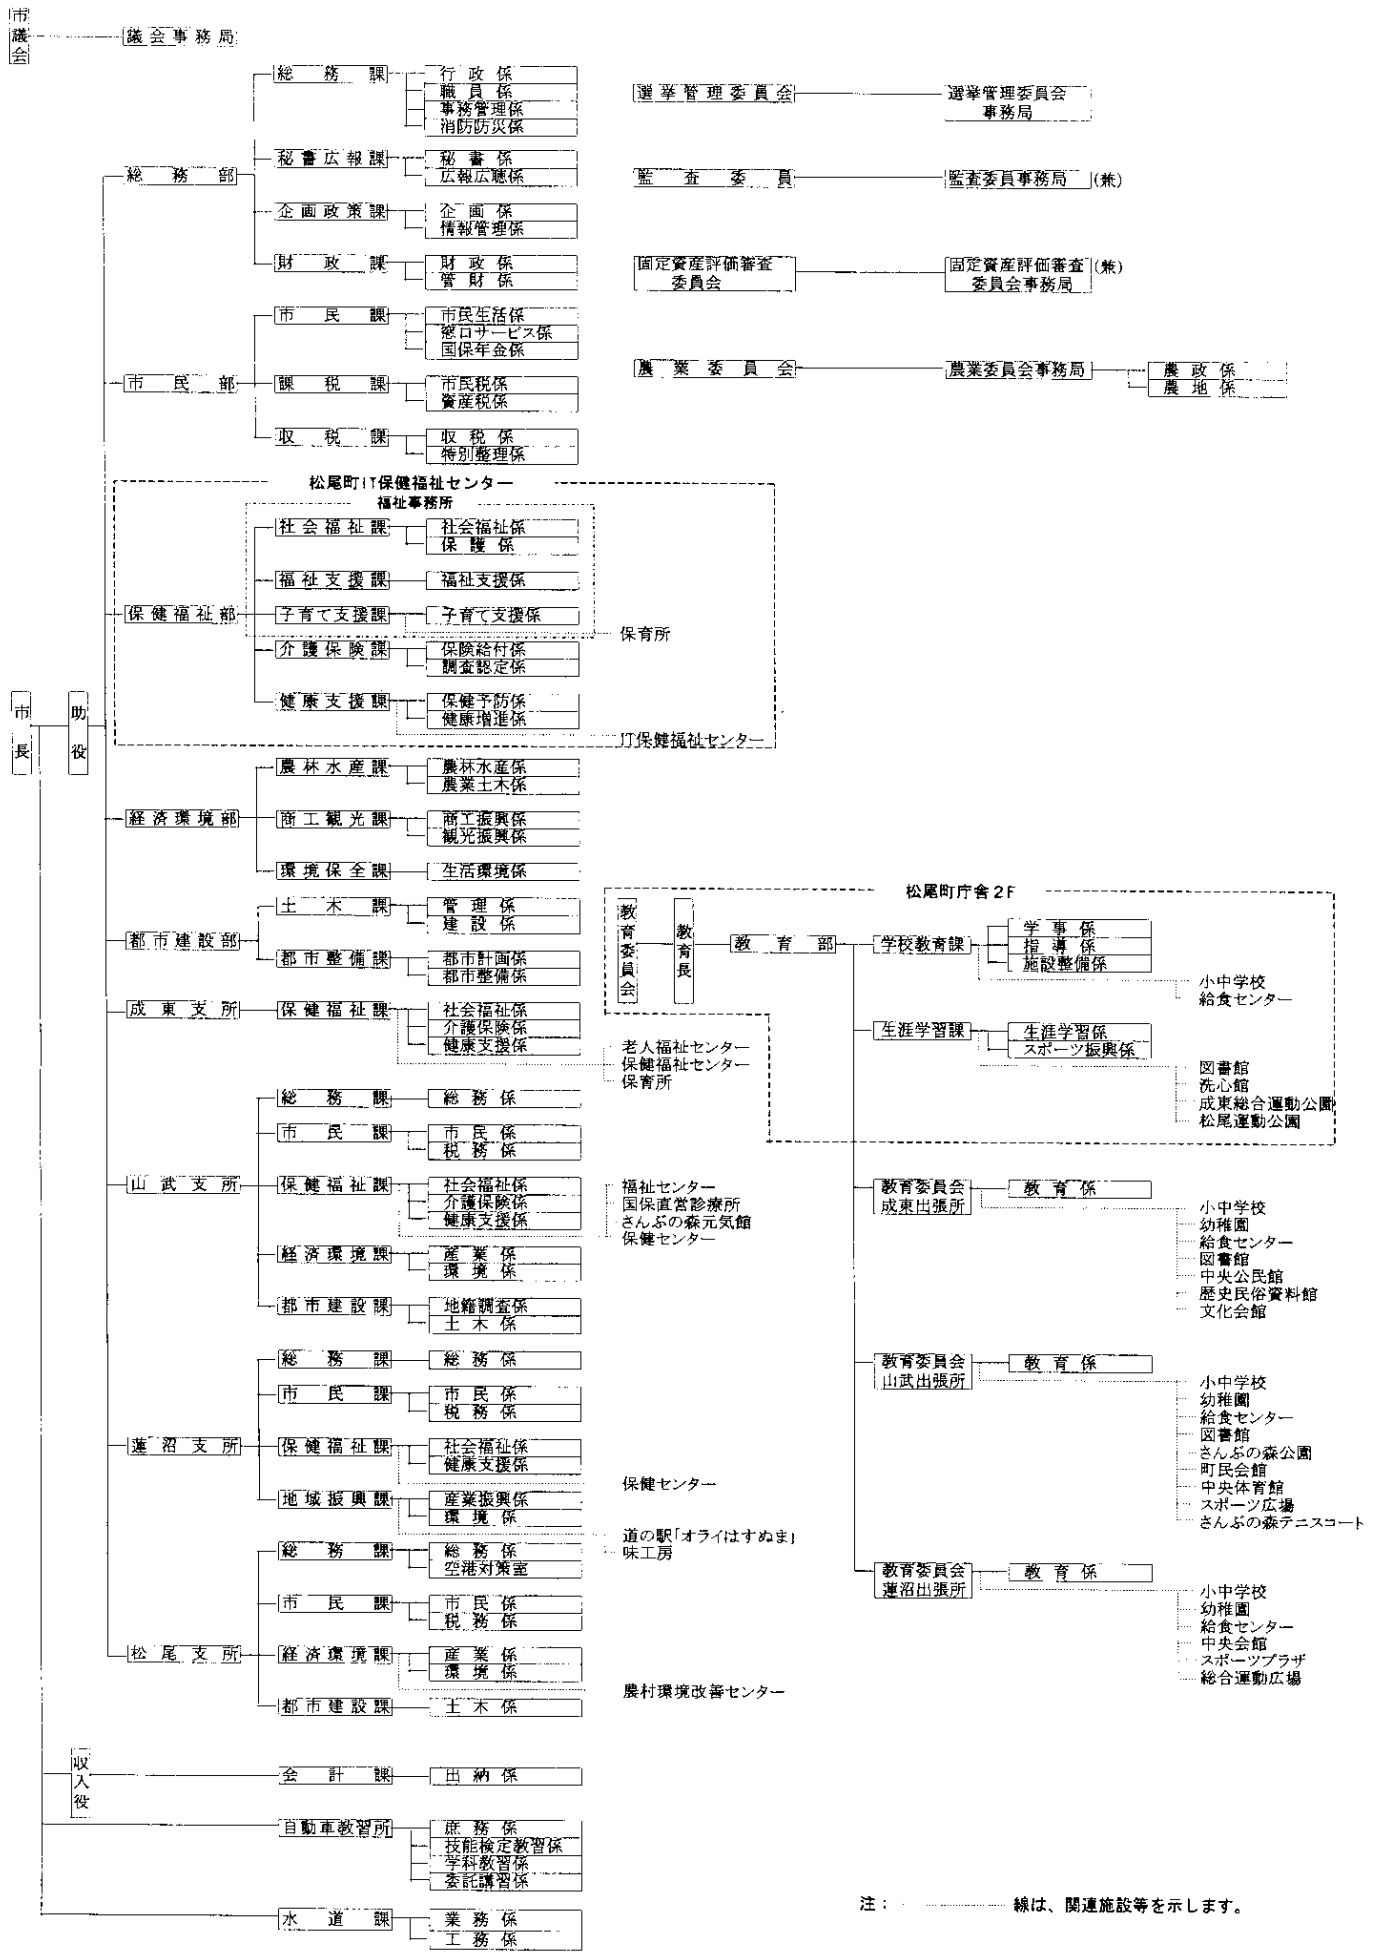 市議会
議会事務局
総務部
総務課
行政係
職員係
事務管理係
消防防災係
秘書広報課
秘書係
広報広聴係
企画政策課
企画係
情報管理係
財政課
財政係
管財係
市民部
市民課
市民生活係
窓口サービス係
国保年金係
課税課
市民税係
資産税係
収税課
収税係
特別整理係
選挙管理委員会
選挙管理委員会
事務局
監査委員
監査委員事務局
(兼)
固定資産評価審査
委員会
固定資産評価審査
委員会事務局
(兼)
農業委員会
農業委員会事務局
農政係
農地係
松尾町IT保健福祉センター
福祉事務所
保健福祉部
社会福祉課
社会福祉係
保護係
福祉支援課
福祉支援係
子育て支援課
子育て支援係
保育所
介護保険課
保険給付係
調査認定係
健康支援課
保健予防係
健康増進係
IT保健福祉センター
市長
助役
経済環境部
農林水産課
農林水産係
農業土木係
商工観光課
商工振興係
観光振興係
環境保全課
生活環境係
都市建設部
土木課
管理係
建設係
都市整備課
都市計画係
都市整備係
成東支所
保健福祉課
社会福祉係
介護保険係
健康支援係
老人福祉センター
保健福祉センター
保育所
山武支所
総務課
総務係
市民課
市民係
税務係
保健福祉課
社会福祉係
介護保険係
健康支援係
福祉センター
国保直営診療所
さんぶの森元気館
保健センター
経済環境課
産業係
環境係
都市建設課
地籍調査係
土木係
蓮沼支所
総務課
総務係
市民課
市民係
税務係
保健福祉課
社会福祉係
健康支援係
保健センター
地域振興課
産業振興係
環境係
道の駅「オライはすぬま」
味工房
松尾支所
総務課
総務係
空港対策室
市民課
市民係
税務係
経済環境課
産業係
環境係
農村環境改善センター
都市建設課
土木係
収入役
会計課
出納係
自動車教習所
庶務係
技能検定教習係
学科教習係
委託講習係
水道課
業務係
工務係
松尾町庁舎2F
教育委員会
教育長
教育部
学校教育課
学事係
指導係
施設整備係
小中学校
給食センター
生涯学習課
生涯学習係
スポーツ振興係
図書館
洗心館
成東総合運動公園
松尾運動公園
教育委員会
成東出張所
教育係
小中学校
幼稚園
給食センター
図書館
中央公民館
歴史民俗資料館
文化会館
教育委員会
山武出張所
教育係
小中学校
幼稚園
給食センター
図書館
さんぶの森公園
町民会館
中央体育館
スポーツ広場
さんぶの森テニスコート
教育委員会
蓮沼出張所
教育係
小中学校
幼稚園
給食センター
中央会館
スポーツプラザ
総合運動広場
注：　　　　線は、関連施設等を示します。